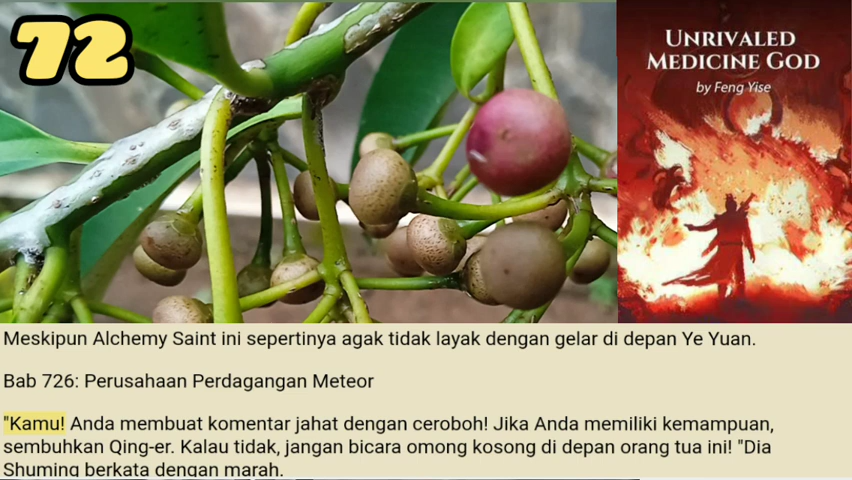 72
UNRIVALED
MEDICINE GOD
by Feng Yise
Meskipun Alchemy Saint ini sepertinya agak tidak layak dengan gelar di depan Ye Yuan.
Bab 726: Perusahaan Perdagangan Meteor
"Kamu! Anda membuat komentar jahat dengan ceroboh! Jika Anda memiliki kemampuan,
sembuhkan Qing-er. Kalau tidak, jangan bicara omong kosong di depan orang tua ini! "Dia
Shuming berkata dengan marah.